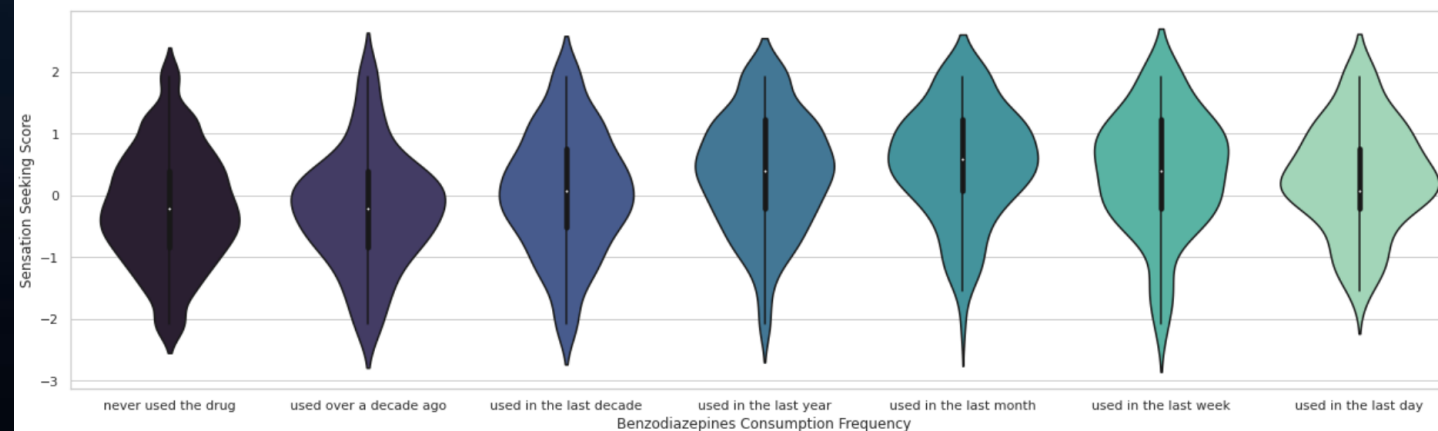 Sensation Seeking Score
2
1
0
−1
−2
−3
never used the drug used over a decade ago used in the last decade used in the last year used in the last month used in the last week used in the last day
Benzodiazepines Consumption Frequency